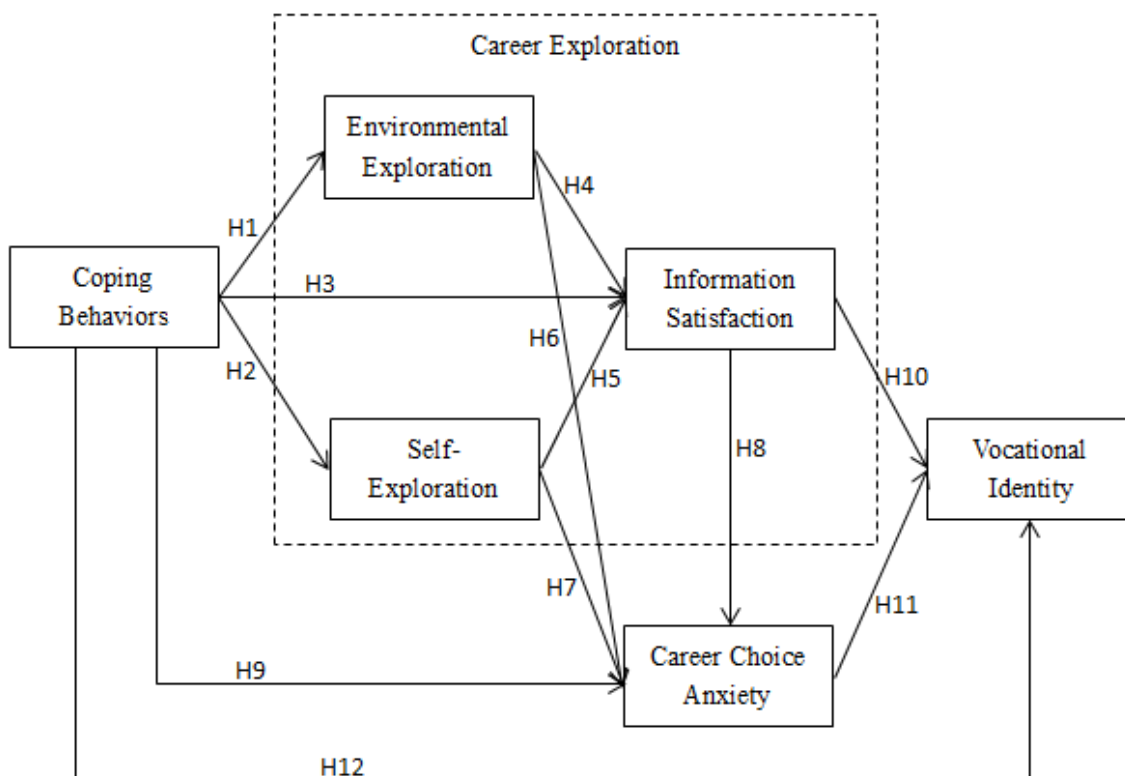 Career Exploration
Environmental
Exploration
H4
H1
Coping
Behaviors
H3
Information
Satisfaction
H6
H2
H5
H10
Self-
Exploration
H8
Vocational
Identity
H7
H11
Career Choice
Anxiety
H9
H12